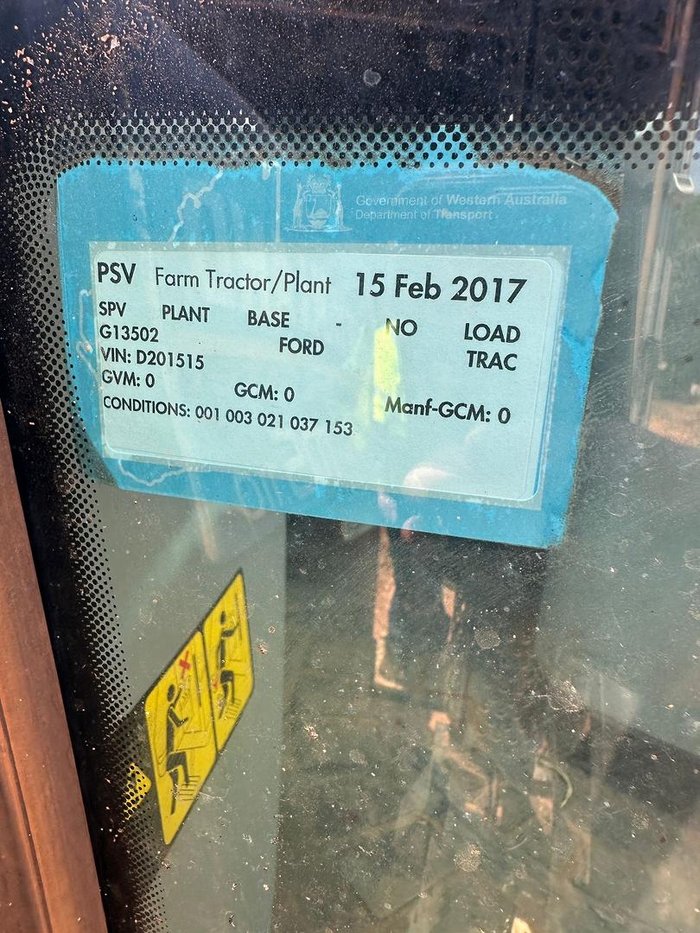 Government of Western Australia
Department of Transport
PSV Farm Tractor/Plant 15 Feb 2017
SPV PLANT BASE - NO LOAD
G13502 FORD TRAC
VIN: D201515
GVM: 0 GCM: 0 Manf-GCM: 0
CONDITIONS: 001 003 021 037 153